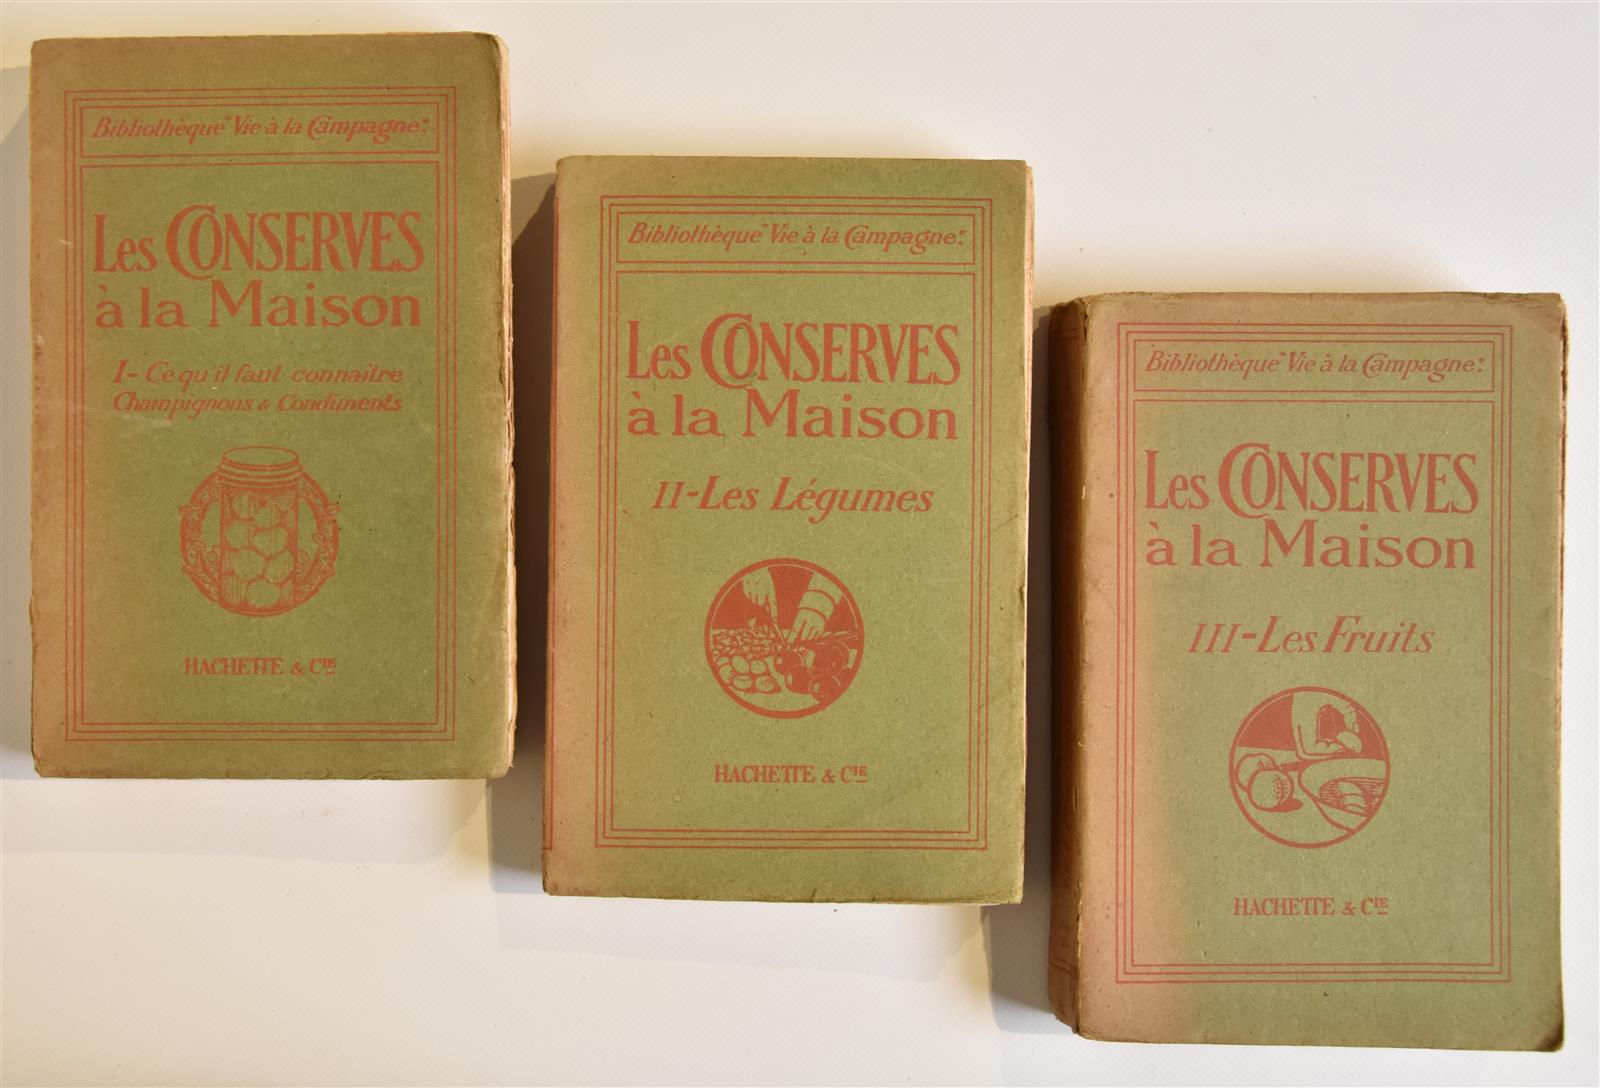 Bibliothèque "Vie à la Campagne".
Les CONSERVES
à la Maison
I- Ce qu'il faut connaître
Champignons & Condiments
HACHETTE & CIE
Bibliothèque "Vie à la Campagne".
Les CONSERVES
à la Maison
II-Les Légumes
HACHETTE & CIE
Bibliothèque "Vie à la Campagne".
Les CONSERVES
à la Maison
III-Les Fruits
HACHETTE & CIE